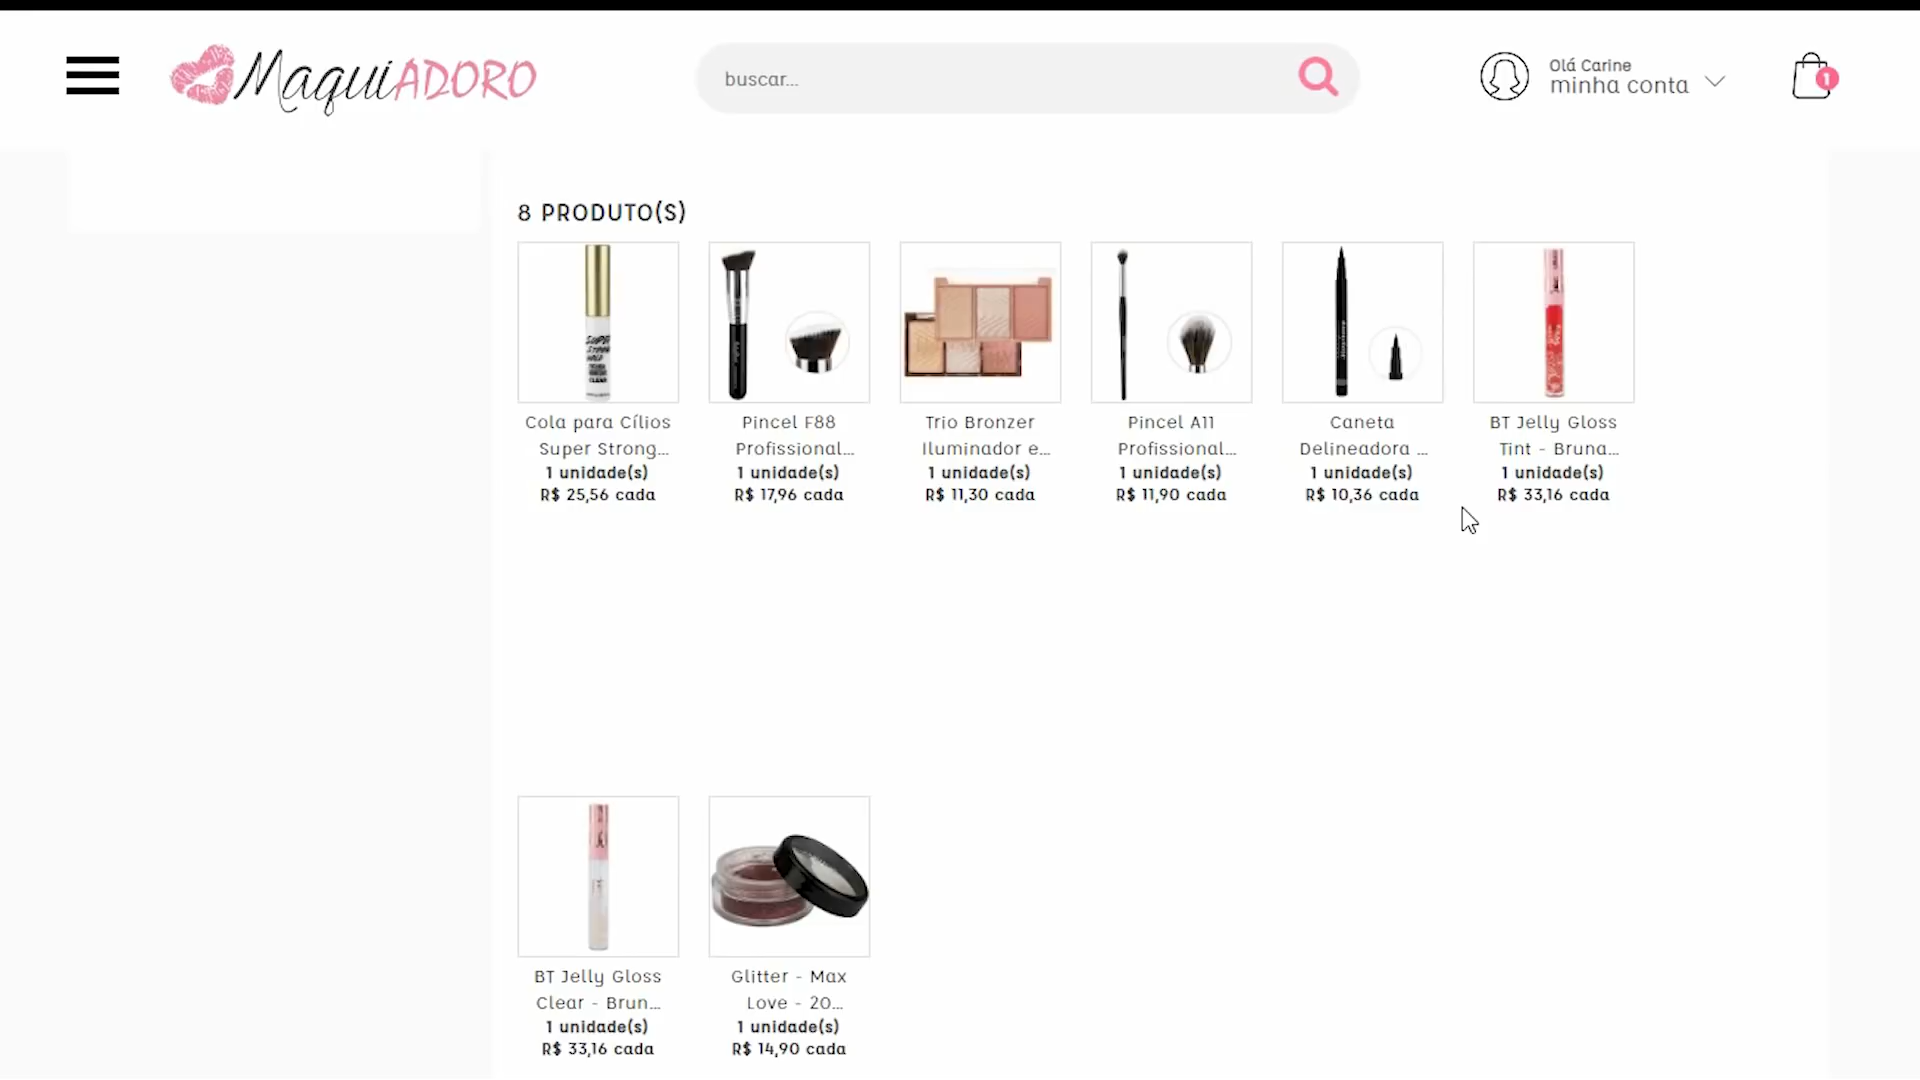 MaquiADORO
buscar...
Olá Carine
minha conta
1
8 PRODUTO(S)
SUPER
STRONG
HOLD
CLEAR
Cola para Cílios
Super Strong...
1 unidade(s)
R$ 25,56 cada
Pincel F88
Profissional...
1 unidade(s)
R$ 17,96 cada
Trio Bronzer
Iluminador e...
1 unidade(s)
R$ 11,30 cada
Pincel A11
Profissional...
1 unidade(s)
R$ 11,90 cada
Caneta
Delineadora ...
1 unidade(s)
R$ 10,36 cada
BT Jelly Gloss
Tint - Bruna...
1 unidade(s)
R$ 33,16 cada
BT Jelly Gloss
Clear - Brun...
1 unidade(s)
R$ 33,16 cada
Glitter - Max
Love - 20...
1 unidade(s)
R$ 14,90 cada